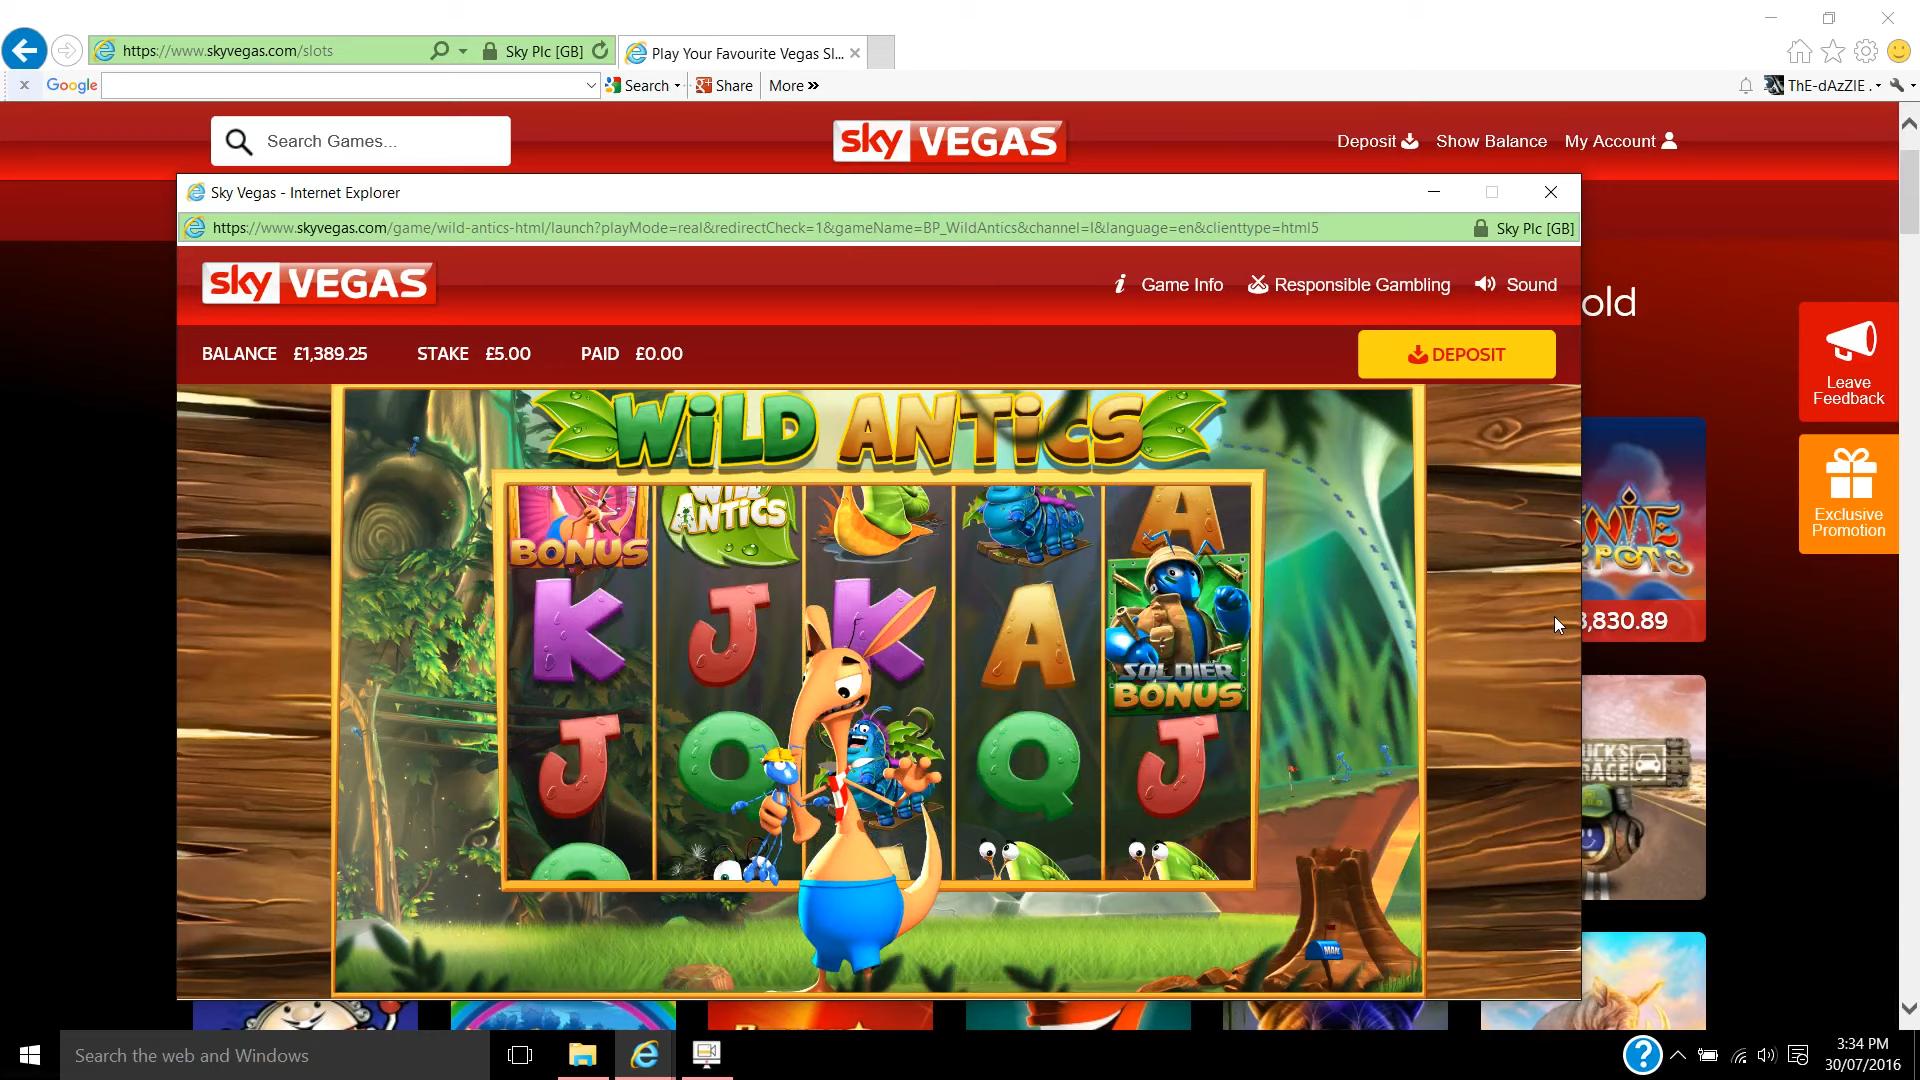 https://www.skyvegas.com/slots
Sky Plc [GB]
Play Your Favourite Vegas Sl...
x Google
Search
Share
More »
ThE-dAzZlE .
Search Games...
sky VEGAS
Deposit
Show Balance
My Account
Sky Vegas - Internet Explorer
https://www.skyvegas.com/game/wild-antics-html/launch?playMode=real&redirectCheck=1&gameName=BP_WildAntics&channel=I&language=en&clienttype=html5
Sky Plc [GB]
sky VEGAS
i Game Info
Responsible Gambling
Sound
old
BALANCE £1,389.25 STAKE £5.00 PAID £0.00
DEPOSIT
Leave
Feedback
WiLD ANTiCS
WILD
ANTICS
BONUS
A
K J K A
SOLDIER
BONUS
J Q Q J
Q
MAIL
Exclusive
Promotion
NIE
POTS
,830.89
Search the web and Windows
?
3:34 PM
30/07/2016